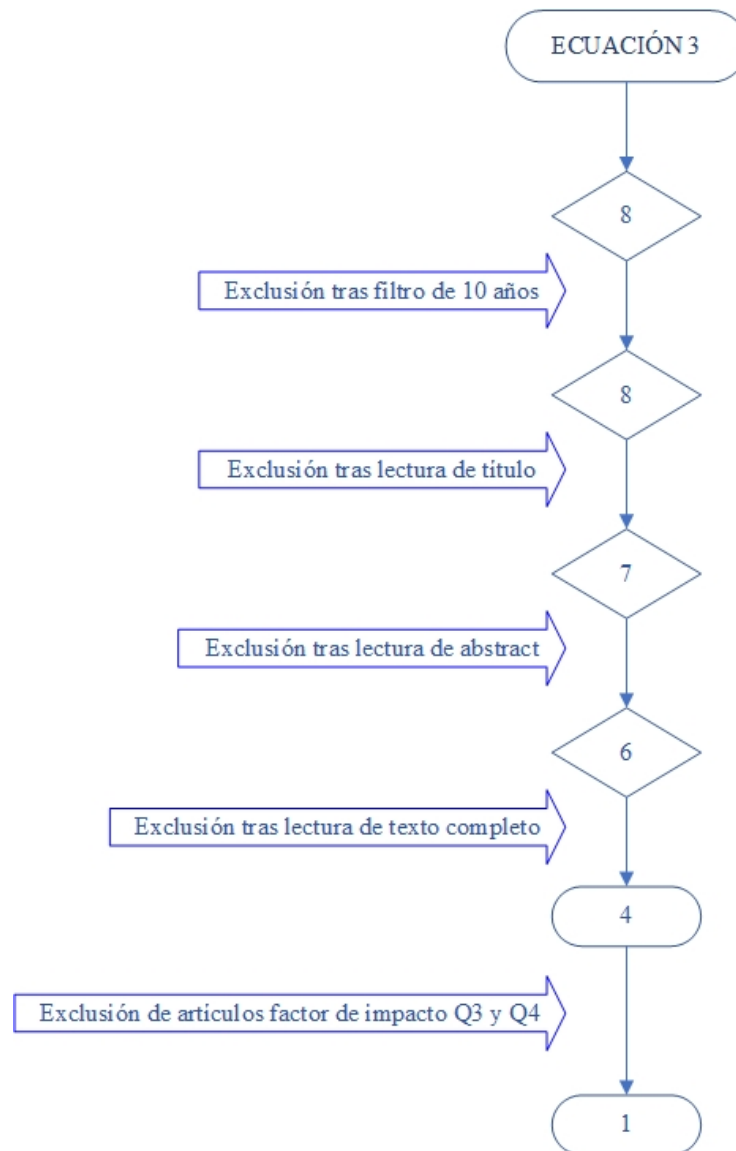 ECUACIÓN 3
8
Exclusión tras filtro de 10 años
8
Exclusión tras lectura de título
7
Exclusión tras lectura de abstract
6
Exclusión tras lectura de texto completo
4
Exclusión de artículos factor de impacto Q3 y Q4
1